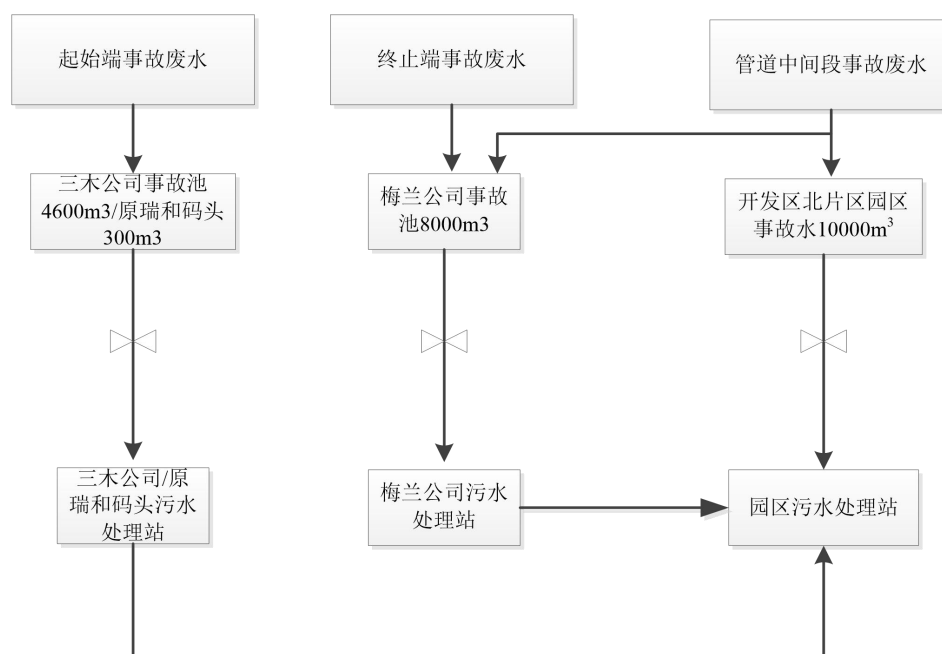 起始端事故废水
终止端事故废水
管道中间段事故废水
三木公司事故池
4600m3/原瑞和码头
300m3
梅兰公司事故
池8000m3
开发区北片区园区
事故水10000m³
三木公司/原
瑞和码头污水
处理站
梅兰公司污水
处理站
园区污水处理站